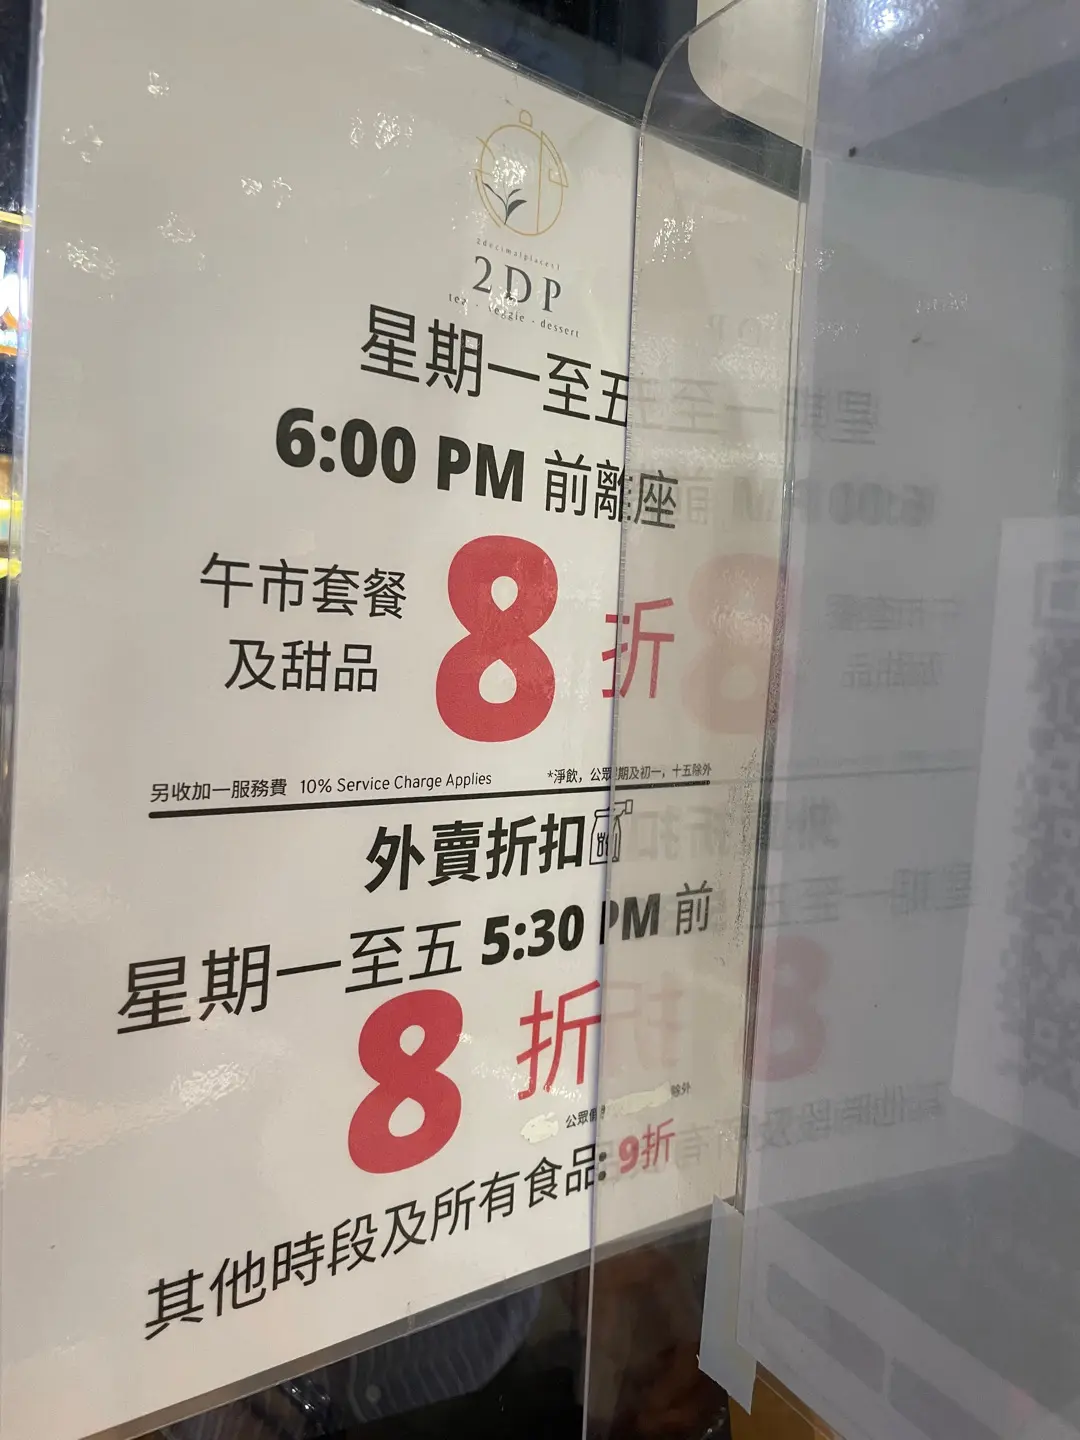 2decimalplaces
2DP
tea · veggie · dessert
星期一至五
6:00 PM 前離座
午市套餐
及甜品
8 折
另收加一服務費 10% Service Charge Applies
*淨飲，公眾假期及初一，十五除外
外賣折扣
星期一至五 5:30 PM 前
8 折
公眾
其他時段及所有食品: 9折